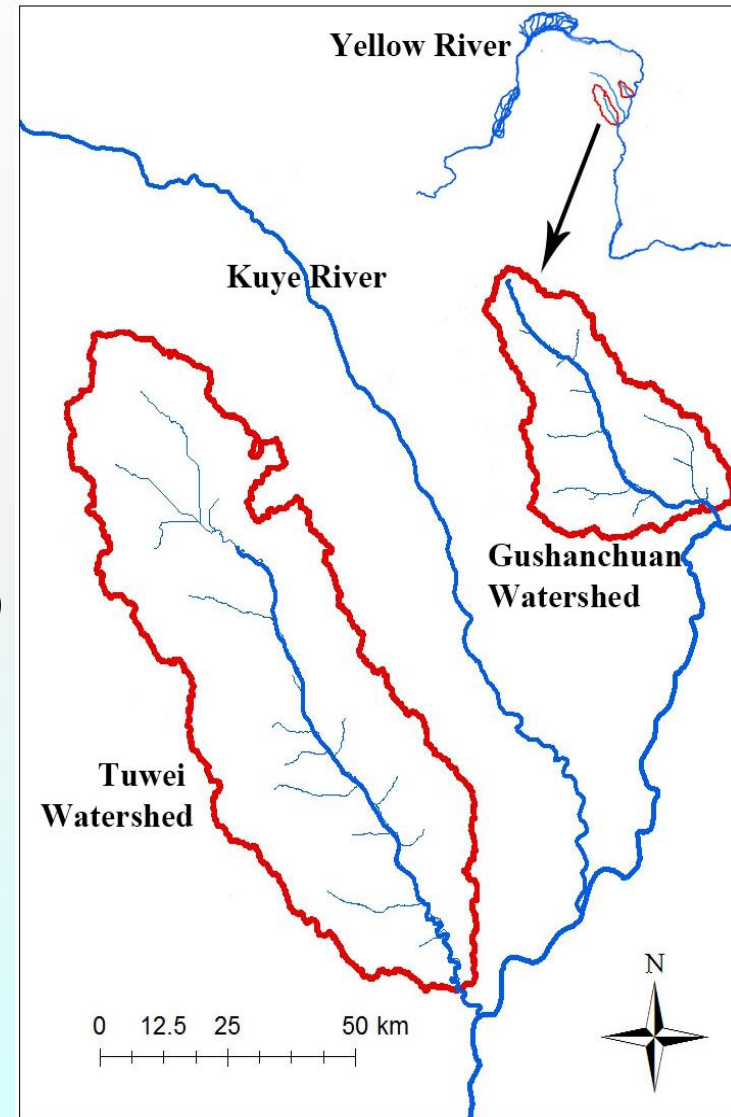 Yellow River
Kuye River
Gushanchuan
Watershed
Tuwei
Watershed
N
0 12.5 25 50 km